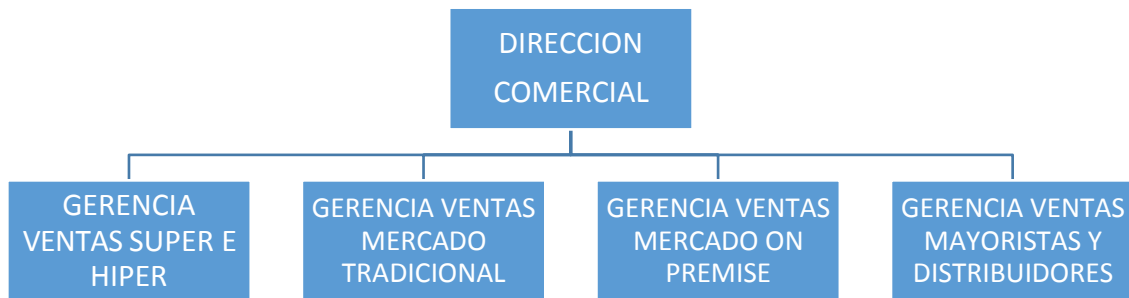 DIRECCION
COMERCIAL
GERENCIA
VENTAS SUPER E
HIPER
GERENCIA VENTAS
MERCADO
TRADICIONAL
GERENCIA VENTAS
MERCADO ON
PREMISE
GERENCIA VENTAS
MAYORISTAS Y
DISTRIBUIDORES